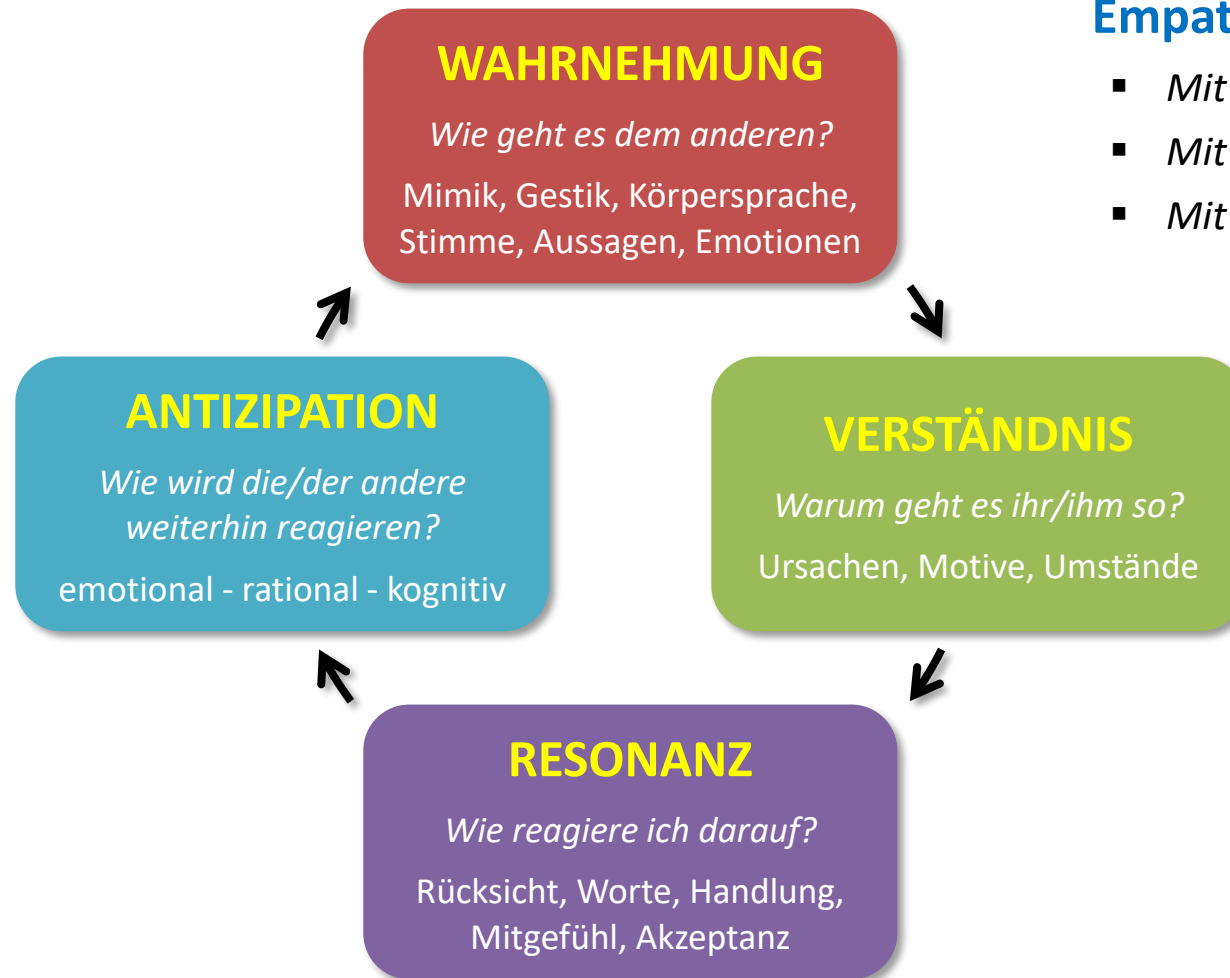 WAHRNEHMUNG
Wie geht es dem anderen?
Mimik, Gestik, Körpersprache,
Stimme, Aussagen, Emotionen
Empat
▪ Mit
▪ Mit
▪ Mit
ANTIZIPATION
Wie wird die/der andere
weiterhin reagieren?
emotional - rational - kognitiv
VERSTÄNDNIS
Warum geht es ihr/ihm so?
Ursachen, Motive, Umstände
RESONANZ
Wie reagiere ich darauf?
Rücksicht, Worte, Handlung,
Mitgefühl, Akzeptanz